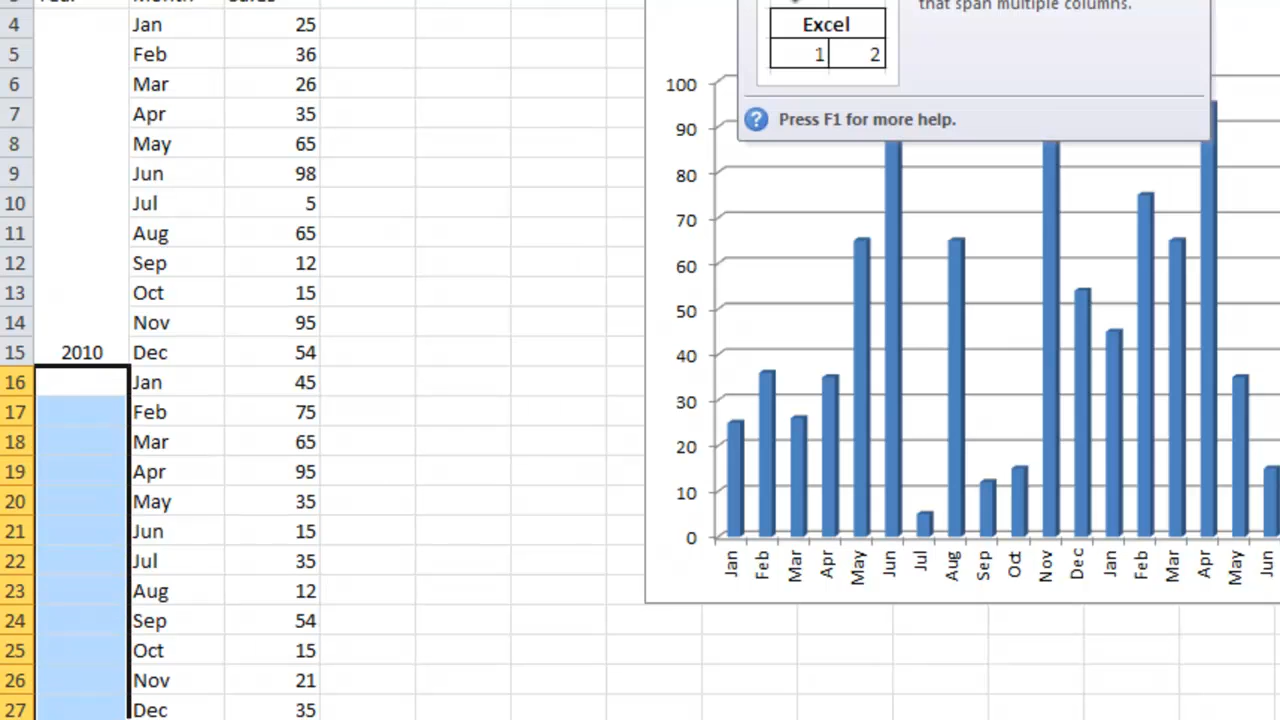 3 Year Month Sales
4 Jan 25
5 Feb 36
6 Mar 26
7 Apr 35
8 May 65
9 Jun 98
10 Jul 5
11 Aug 65
12 Sep 12
13 Oct 15
14 Nov 95
15 2010 Dec 54
16 Jan 45
17 Feb 75
18 Mar 65
19 Apr 95
20 May 35
21 Jun 15
22 Jul 35
23 Aug 12
24 Sep 54
25 Oct 15
26 Nov 21
27 Dec 35
that span multiple columns.
Excel
1 2
Press F1 for more help.
100
90
80
70
60
50
40
30
20
10
0
Jan Feb Mar Apr May Jun Jul Aug Sep Oct Nov Dec Jan Feb Mar Apr May Jun